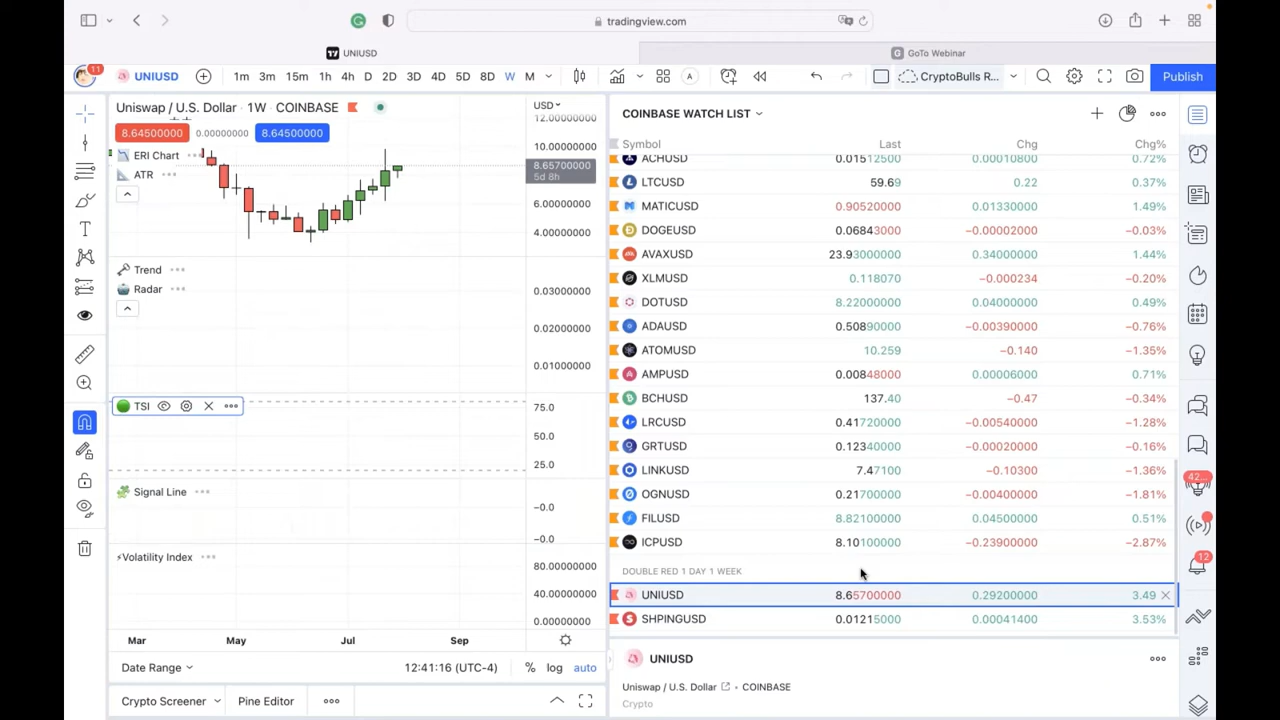 tradingview.com
UNIUSD
GoTo Webinar
11
UNIUSD 1m 3m 15m 1h 4h D 2D 3D 4D 5D 8D W M A CryptoBulls R... Publish
Uniswap / U.S. Dollar · 1W · COINBASE
8.64500000 0.00000000 8.64500000
ERI Chart
ATR
USD
12.00000000
10.00000000
8.65700000
5d 8h
6.00000000
4.00000000
Trend
Radar
0.03000000
0.02000000
0.01000000
TSI
75.0
50.0
25.0
Signal Line
−0.0
−0.0
Volatility Index
80.00000000
40.00000000
0.00000000
Mar May Jul Sep
Date Range 12:41:16 (UTC-4) % log auto
Crypto Screener Pine Editor
COINBASE WATCH LIST
Symbol Last Chg Chg%
ACHUSD 0.01512500 0.00010800 0.72%
LTCUSD 59.69 0.22 0.37%
MATICUSD 0.90520000 0.01330000 1.49%
DOGEUSD 0.06843000 −0.00002000 −0.03%
AVAXUSD 23.93000000 0.34000000 1.44%
XLMUSD 0.118070 −0.000234 −0.20%
DOTUSD 8.22000000 0.04000000 0.49%
ADAUSD 0.50890000 −0.00390000 −0.76%
ATOMUSD 10.259 −0.140 −1.35%
AMPUSD 0.00848000 0.00006000 0.71%
BCHUSD 137.40 −0.47 −0.34%
LRCUSD 0.41720000 −0.00540000 −1.28%
GRTUSD 0.12340000 −0.00020000 −0.16%
LINKUSD 7.47100 −0.10300 −1.36%
OGNUSD 0.21700000 −0.00400000 −1.81%
FILUSD 8.82100000 0.04500000 0.51%
ICPUSD 8.10100000 −0.23900000 −2.87%
DOUBLE RED 1 DAY 1 WEEK
UNIUSD 8.65700000 0.29200000 3.49
SHPINGUSD 0.01215000 0.00041400 3.53%
UNIUSD
Uniswap / U.S. Dollar · COINBASE
Crypto
42...
12